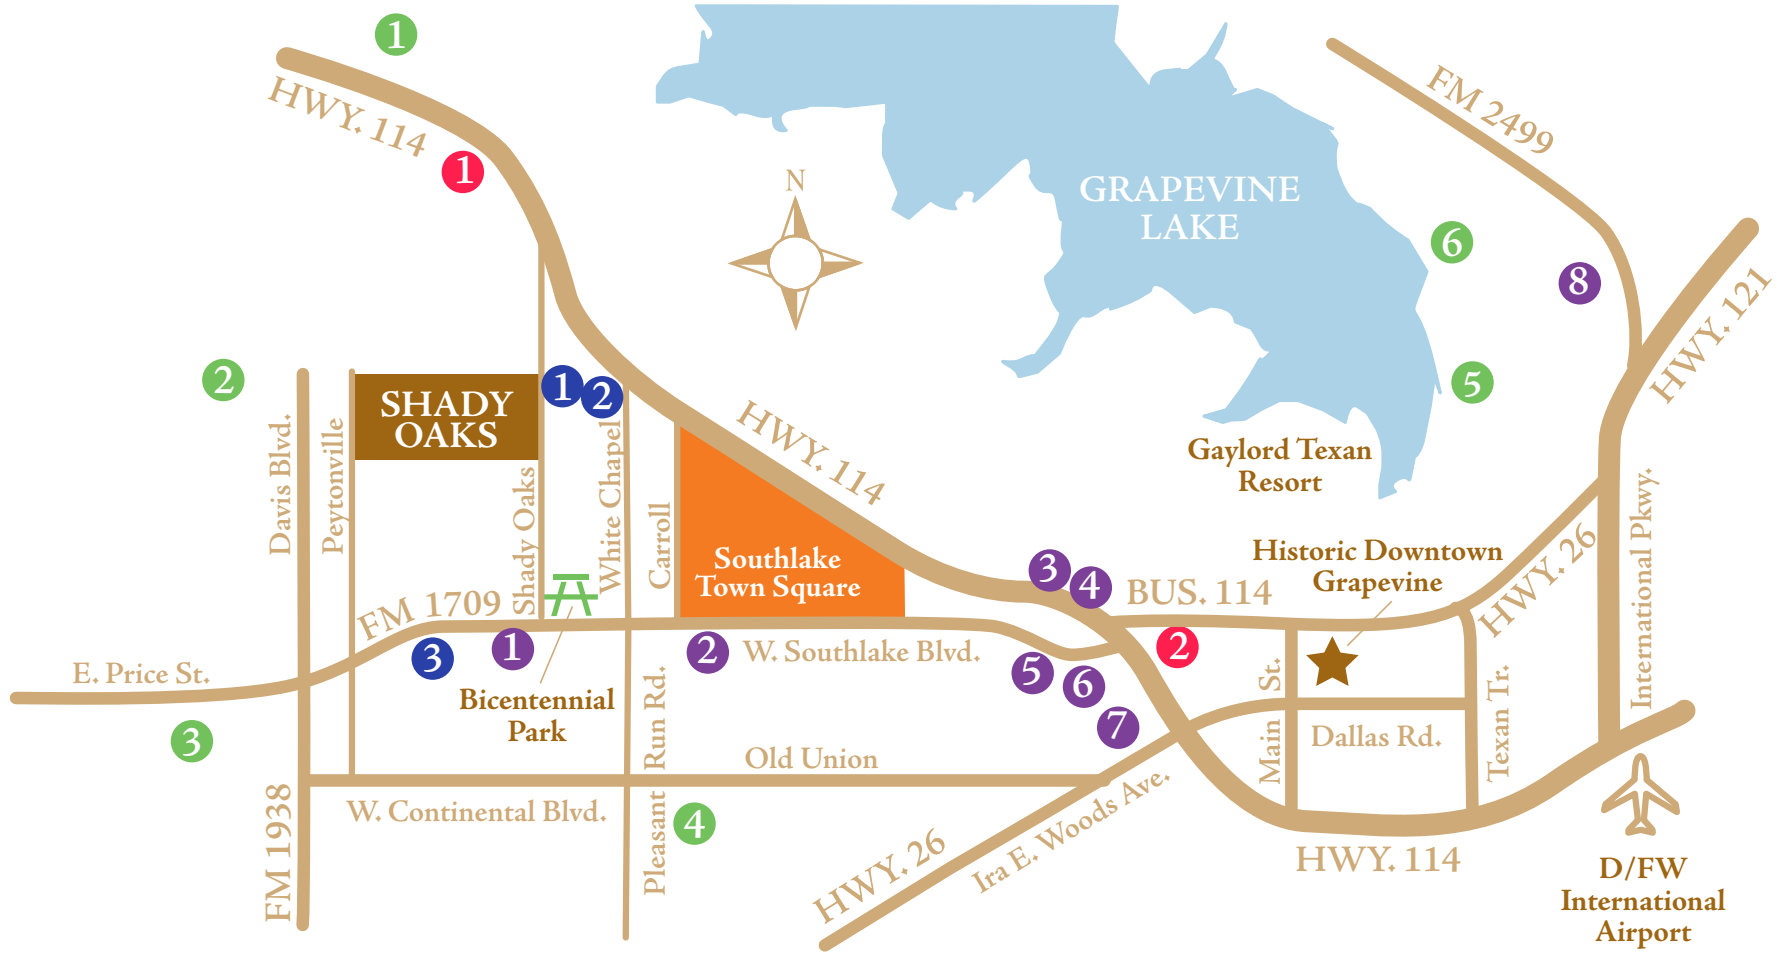 1
HWY. 114
1
N
GRAPEVINE
LAKE
FM 2499
6
8
HWY. 121
5
2
SHADY
OAKS
1
2
Davis Blvd.
Peytonville
Shady Oaks
White Chapel
Carroll
HWY. 114
Southlake
Town Square
Gaylord Texan
Resort
Historic Downtown
Grapevine
HWY. 26
International Pkwy.
3
4
BUS. 114
FM 1709
3
1
2
W. Southlake Blvd.
5
6
7
2
E. Price St.
3
Bicentennial
Park
Pleasant Run Rd.
Old Union
W. Continental Blvd.
4
FM 1938
HWY. 26
Ira E. Woods Ave.
Main St.
Dallas Rd.
Texan Tr.
HWY. 114
D/FW
International
Airport